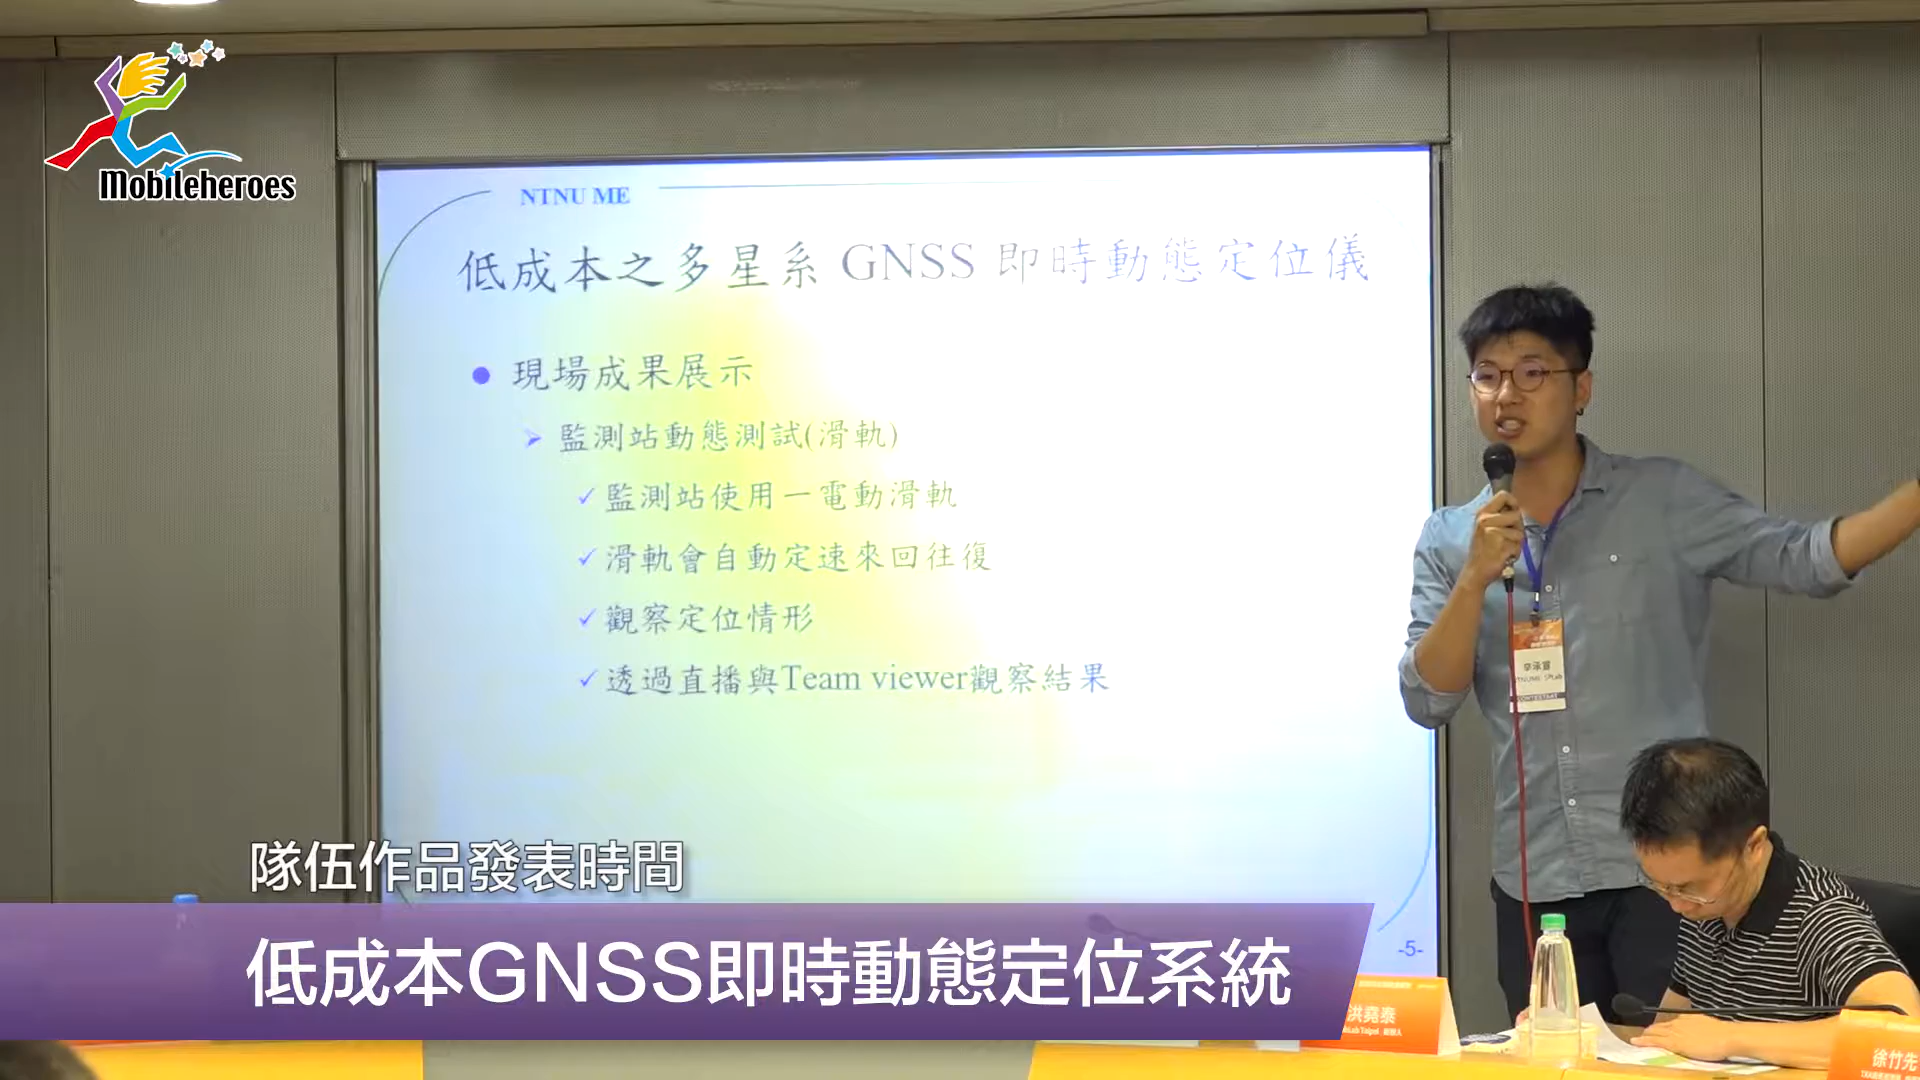 Mobileheroes
NTNU ME
低成本之多星系 GNSS 即時動態定位儀
● 現場成果展示
➢ 監測站動態測試(滑軌)
✓ 監測站使用一電動滑軌
✓ 滑軌會自動定速來回往復
✓ 觀察定位情形
✓ 透過直播與Team viewer觀察結果
-5-
李承宣
隊伍作品發表時間
低成本GNSS即時動態定位系統
洪堯泰
徐竹先